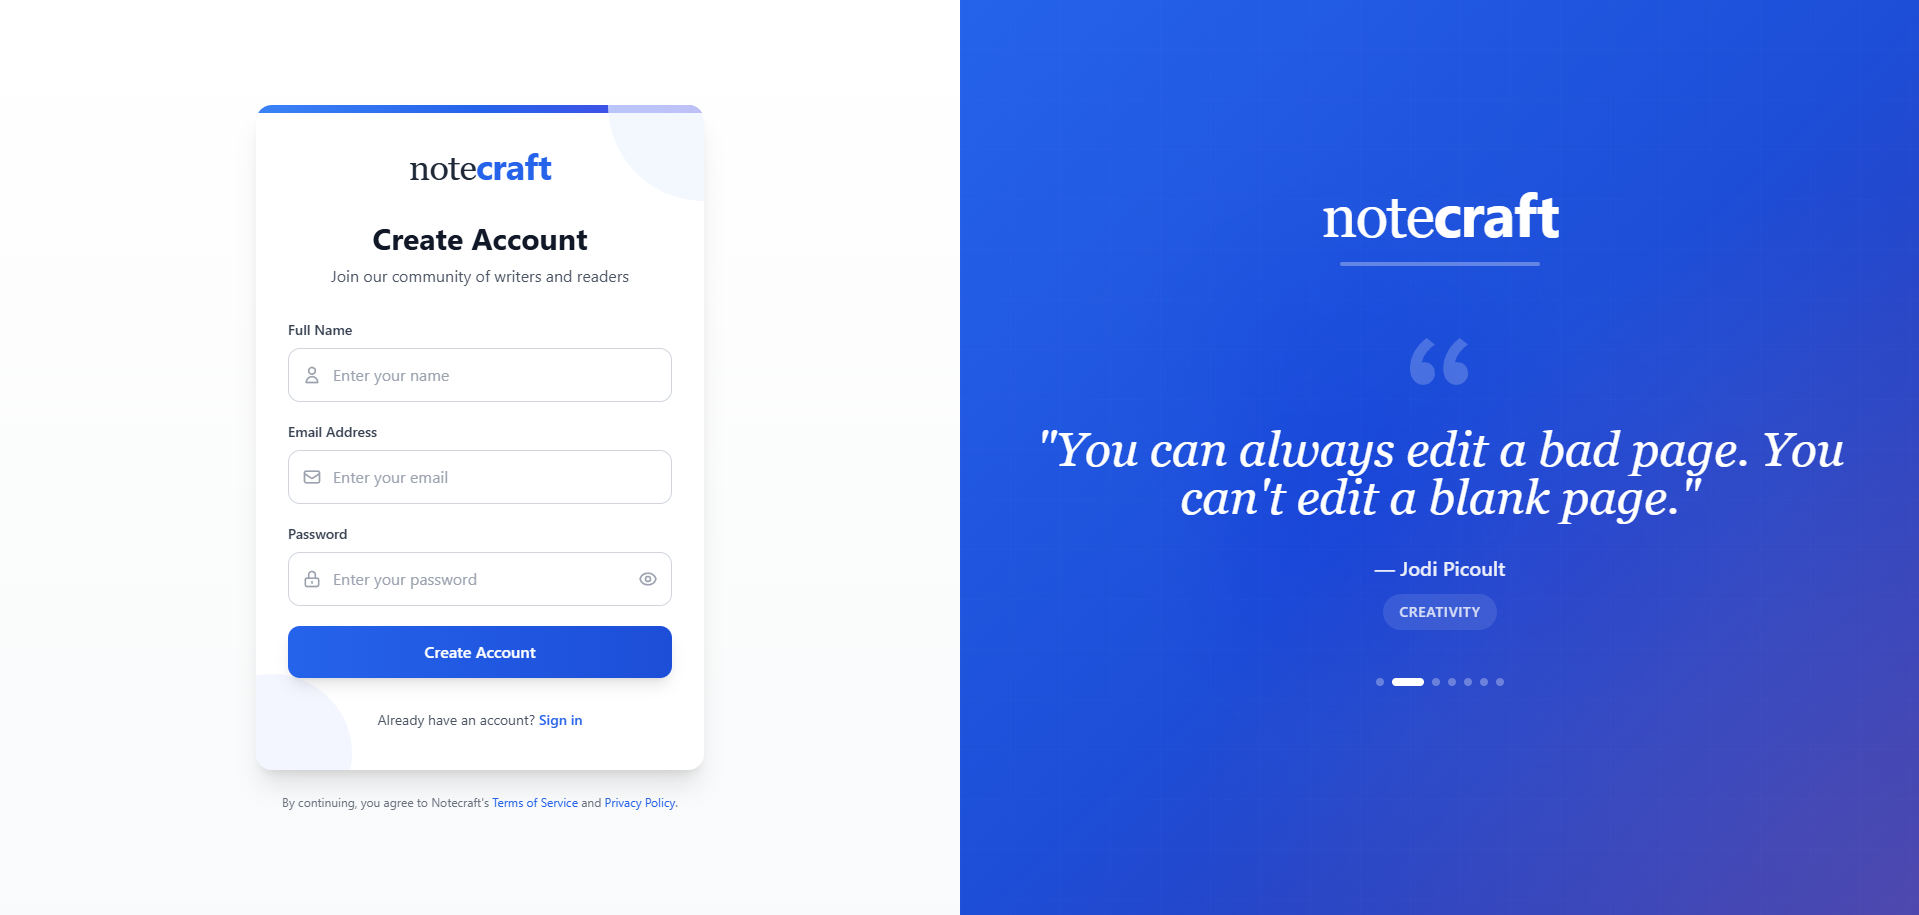 notecraft
Create Account
Join our community of writers and readers
Full Name
Enter your name
Email Address
Enter your email
Password
Enter your password
Create Account
Already have an account? Sign in
By continuing, you agree to Notecraft's Terms of Service and Privacy Policy.
notecraft
“
"You can always edit a bad page. You
can't edit a blank page."
— Jodi Picoult
CREATIVITY